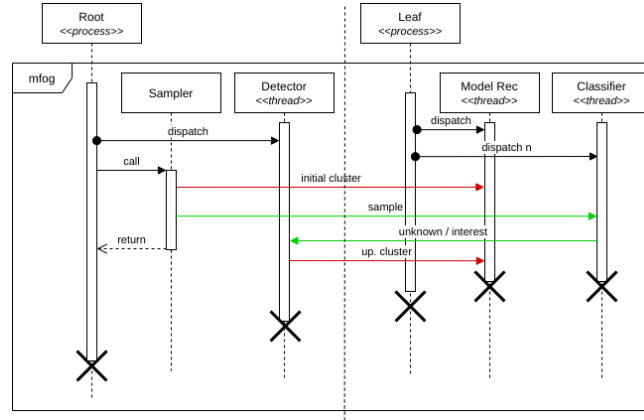 Root
<<process>>
Leaf
<<process>>
mfog
Sampler
Detector
<<thread>>
Model Rec
<<thread>>
Classifier
<<thread>>
dispatch
dispatch
dispatch n
call
initial cluster
sample
unknown / interest
return
up. cluster